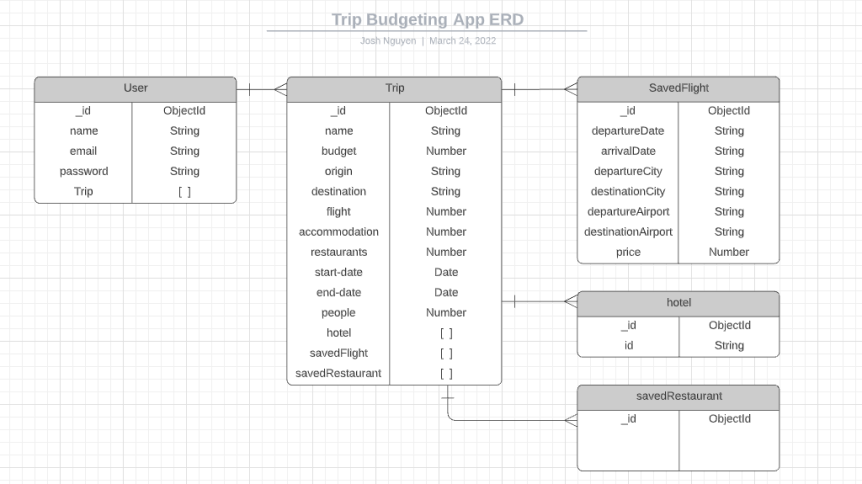 Trip Budgeting App ERD
Josh Nguyen | March 24, 2022
User
_id ObjectId
name String
email String
password String
Trip [ ]
Trip
_id ObjectId
name String
budget Number
origin String
destination String
flight Number
accommodation Number
restaurants Number
start-date Date
end-date Date
people Number
hotel [ ]
savedFlight [ ]
savedRestaurant [ ]
SavedFlight
_id ObjectId
departureDate String
arrivalDate String
departureCity String
destinationCity String
departureAirport String
destinationAirport String
price Number
hotel
_id ObjectId
id String
savedRestaurant
_id ObjectId